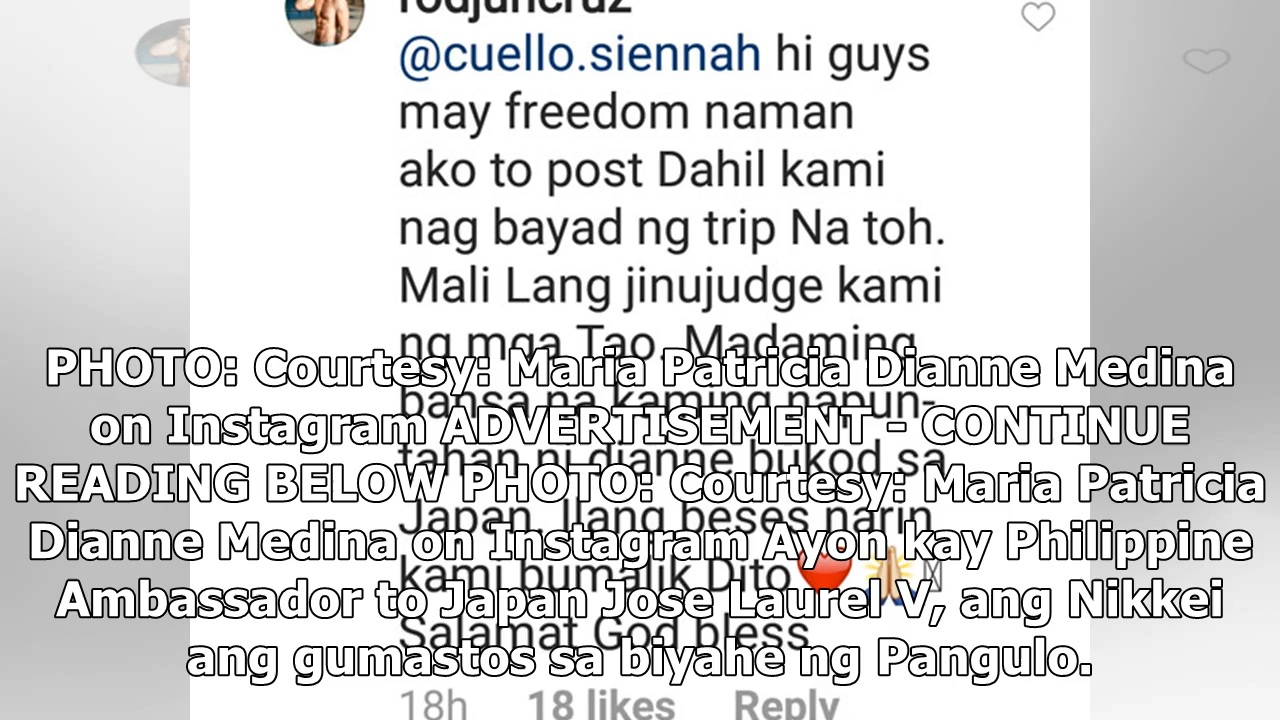 rodjuncruz
@cuello.siennah hi guys
may freedom naman
ako to post Dahil kami
nag bayad ng trip Na toh.
Mali Lang jinujudge kami
ng mga Tao. Madaming
bansa na kaming napun-
tahan ni dianne bukod sa
Japan. Ilang beses narin
kami bumalik Dito
Salamat God bless
18h 18 likes Reply
PHOTO: Courtesy: Maria Patricia Dianne Medina
on Instagram ADVERTISEMENT - CONTINUE
READING BELOW PHOTO: Courtesy: Maria Patricia
Dianne Medina on Instagram Ayon kay Philippine
Ambassador to Japan Jose Laurel V, ang Nikkei
ang gumastos sa biyahe ng Pangulo.